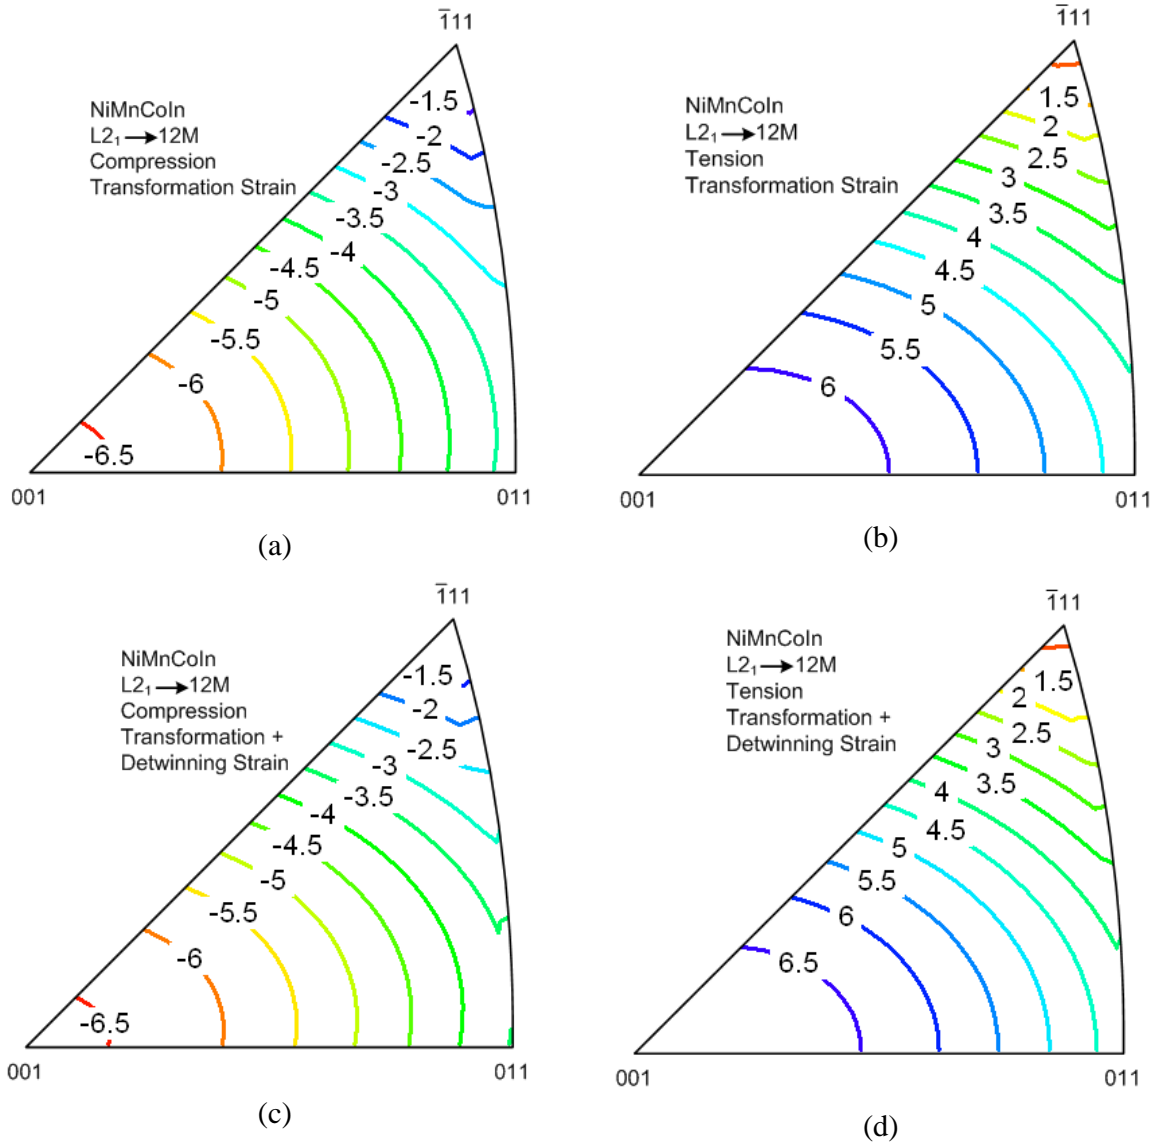 1̅11
NiMnCoIn
L2₁→12M
Compression
Transformation Strain
-1.5
-2
-2.5
-3
-3.5
-4
-4.5
-5
-5.5
-6
-6.5
001
011
(a)
1̅11
NiMnCoIn
L2₁→12M
Tension
Transformation Strain
1.5
2
2.5
3
3.5
4
4.5
5
5.5
6
001
011
(b)
1̅11
NiMnCoIn
L2₁→12M
Compression
Transformation +
Detwinning Strain
-1.5
-2
-2.5
-3
-3.5
-4
-4.5
-5
-5.5
-6
-6.5
001
011
(c)
1̅11
NiMnCoIn
L2₁→12M
Tension
Transformation +
Detwinning Strain
1.5
2
2.5
3
3.5
4
4.5
5
5.5
6
6.5
001
011
(d)